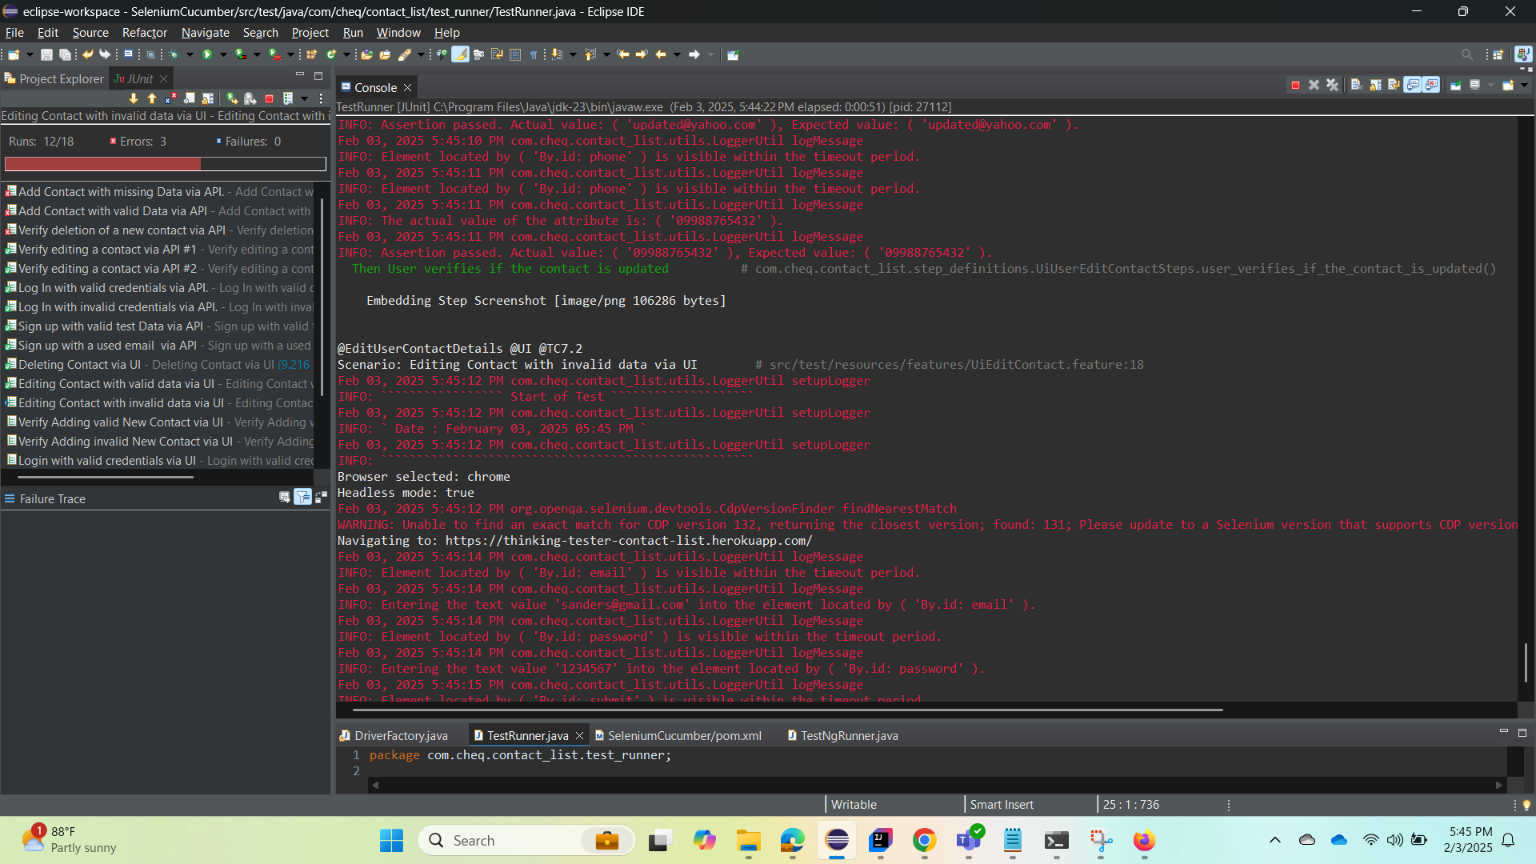 eclipse-workspace - SeleniumCucumber/src/test/java/com/cheq/contact_list/test_runner/TestRunner.java - Eclipse IDE
File Edit Source Refactor Navigate Search Project Run Window Help
Project Explorer JUnit
Editing Contact with invalid data via UI - Editing Contact with i
Runs: 12/18 Errors: 3 Failures: 0
Add Contact with missing Data via API. - Add Contact w
Add Contact with valid Data via API - Add Contact with
Verify deletion of a new contact via API - Verify deletion
Verify editing a contact via API #1 - Verify editing a cont
Verify editing a contact via API #2 - Verify editing a cont
Log In with valid credentials via API. - Log In with valid c
Log In with invalid credentials via API. - Log In with inva
Sign up with valid test Data via API - Sign up with valid
Sign up with a used email via API - Sign up with a used
Deleting Contact via UI - Deleting Contact via UI (9.216
Editing Contact with valid data via UI - Editing Contact
Editing Contact with invalid data via UI - Editing Contac
Verify Adding valid New Contact via UI - Verify Adding
Verify Adding invalid New Contact via UI - Verify Adding
Login with valid credentials via UI - Login with valid cre
Failure Trace
Console
TestRunner [JUnit] C:\Program Files\Java\jdk-23\bin\javaw.exe (Feb 3, 2025, 5:44:22 PM elapsed: 0:00:51) [pid: 27112]
INFO: Assertion passed. Actual value: ( 'updated@yahoo.com' ), Expected value: ( 'updated@yahoo.com' ).
Feb 03, 2025 5:45:10 PM com.cheq.contact_list.utils.LoggerUtil logMessage
INFO: Element located by ( 'By.id: phone' ) is visible within the timeout period.
Feb 03, 2025 5:45:11 PM com.cheq.contact_list.utils.LoggerUtil logMessage
INFO: Element located by ( 'By.id: phone' ) is visible within the timeout period.
Feb 03, 2025 5:45:11 PM com.cheq.contact_list.utils.LoggerUtil logMessage
INFO: The actual value of the attribute is: ( '09988765432' ).
Feb 03, 2025 5:45:11 PM com.cheq.contact_list.utils.LoggerUtil logMessage
INFO: Assertion passed. Actual value: ( '09988765432' ), Expected value: ( '09988765432' ).
Then User verifies if the contact is updated # com.cheq.contact_list.step_definitions.UiUserEditContactSteps.user_verifies_if_the_contact_is_updated()
Embedding Step Screenshot [image/png 106286 bytes]
@EditUserContactDetails @UI @TC7.2
Scenario: Editing Contact with invalid data via UI # src/test/resources/features/UiEditContact.feature:18
Feb 03, 2025 5:45:12 PM com.cheq.contact_list.utils.LoggerUtil setupLogger
INFO: ````````````````` Start of Test ````````````````````
Feb 03, 2025 5:45:12 PM com.cheq.contact_list.utils.LoggerUtil setupLogger
INFO: ` Date : February 03, 2025 05:45 PM `
Feb 03, 2025 5:45:12 PM com.cheq.contact_list.utils.LoggerUtil setupLogger
INFO: ````````````````````````````````````````````````````
Browser selected: chrome
Headless mode: true
Feb 03, 2025 5:45:12 PM org.openqa.selenium.devtools.CdpVersionFinder findNearestMatch
WARNING: Unable to find an exact match for CDP version 132, returning the closest version; found: 131; Please update to a Selenium version that supports CDP version
Navigating to: https://thinking-tester-contact-list.herokuapp.com/
Feb 03, 2025 5:45:14 PM com.cheq.contact_list.utils.LoggerUtil logMessage
INFO: Element located by ( 'By.id: email' ) is visible within the timeout period.
Feb 03, 2025 5:45:14 PM com.cheq.contact_list.utils.LoggerUtil logMessage
INFO: Entering the text value 'sanders@gmail.com' into the element located by ( 'By.id: email' ).
Feb 03, 2025 5:45:14 PM com.cheq.contact_list.utils.LoggerUtil logMessage
INFO: Element located by ( 'By.id: password' ) is visible within the timeout period.
Feb 03, 2025 5:45:14 PM com.cheq.contact_list.utils.LoggerUtil logMessage
INFO: Entering the text value '1234567' into the element located by ( 'By.id: password' ).
Feb 03, 2025 5:45:15 PM com.cheq.contact_list.utils.LoggerUtil logMessage
INFO: Element located by ( 'By.id: submit' ) is visible within the timeout period.
DriverFactory.java TestRunner.java SeleniumCucumber/pom.xml TestNgRunner.java
1 package com.cheq.contact_list.test_runner;
2
Writable Smart Insert 25 : 1 : 736
1
88°F
Partly sunny
Search
5:45 PM
2/3/2025